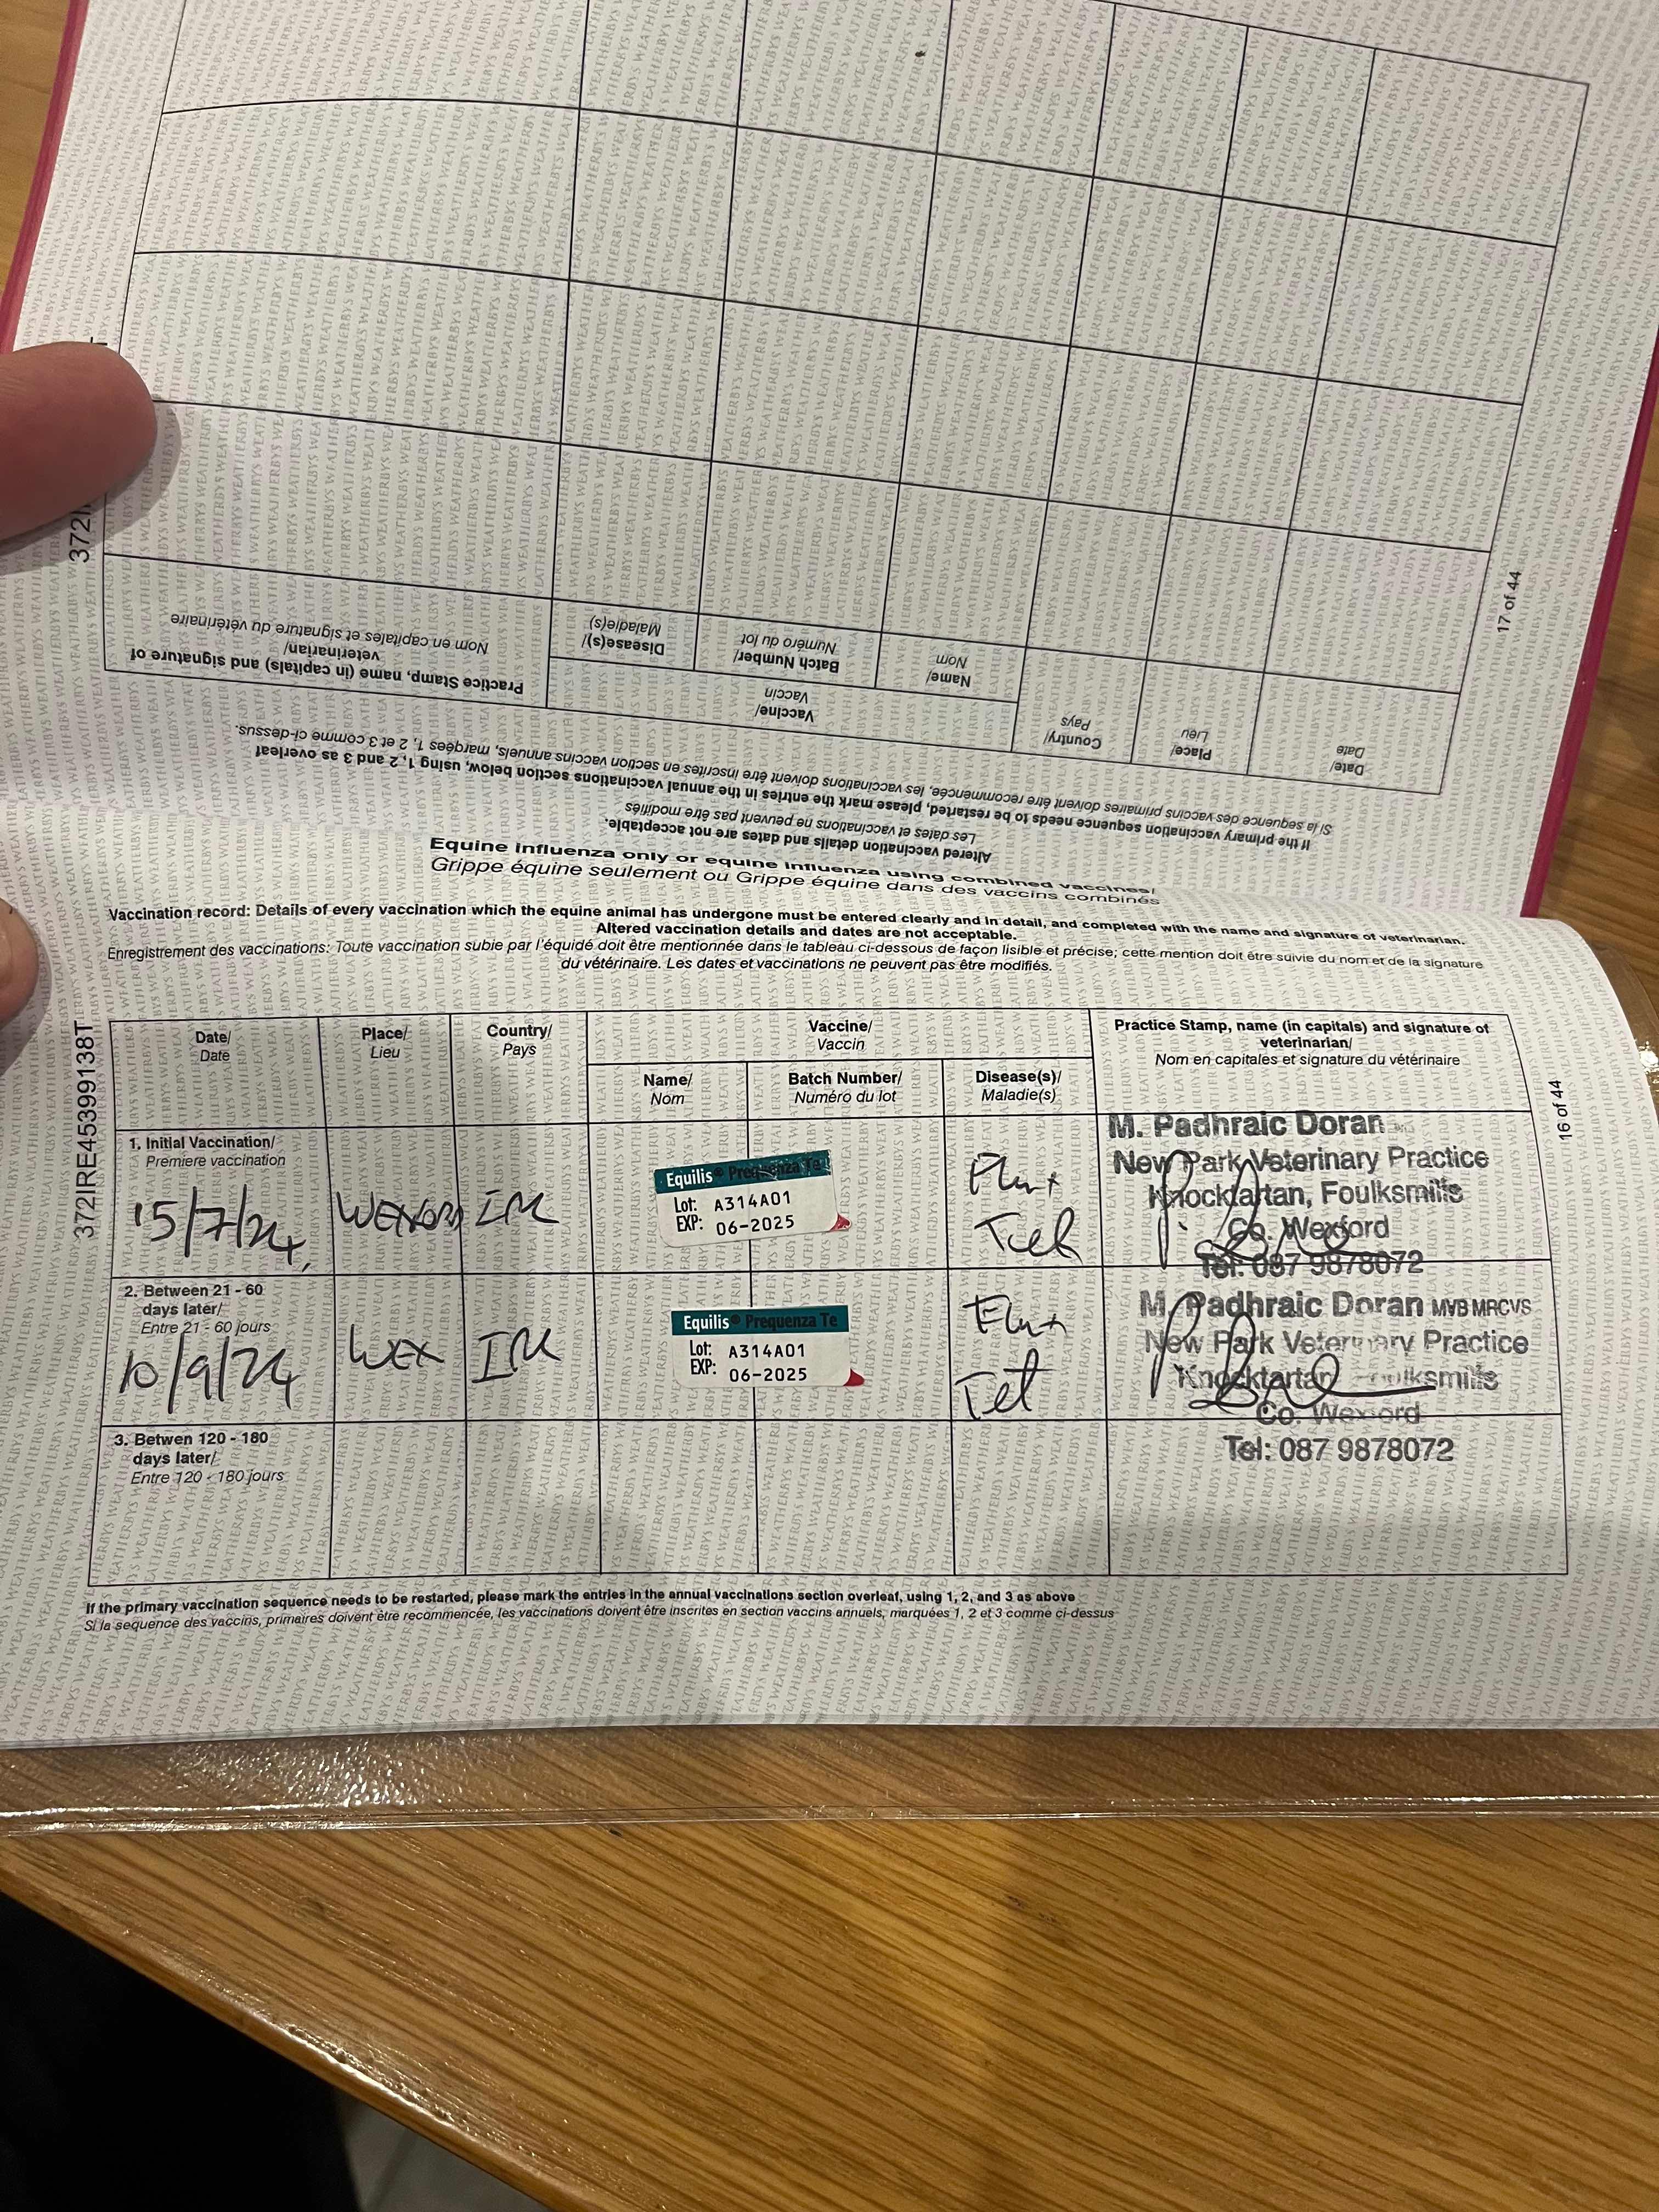 Practice Stamp, name (in capitals) and signature of
veterinarian/
Nom en capitales et signature du vétérinaire
Disease(s)/
Maladie(s)
Batch Number/
Numéro du lot
Name/
Nom
Vaccine/
Vaccin
Country/
Pays
Place/
Lieu
Date/
Date
17 of 44
372I
If the primary vaccination sequence needs to be restarted, please mark the entries in the annual vaccinations section below, using 1, 2 and 3 as overleaf
Si la sequence des vaccins primaires doivent être recommencée, les vaccinations doivent être inscrites en section vaccins annuels, marqées 1, 2 et 3 comme ci-dessus.
Altered vaccination details and dates are not acceptable.
Les dates et vaccinations ne peuvent pas être modifiés
Equine influenza only or equine influenza using combined vaccines/
Grippe équine seulement ou Grippe équine dans des vaccins combinés
Vaccination record: Details of every vaccination which the equine animal has undergone must be entered clearly and in detail, and completed with the name and signature of veterinarian.
Altered vaccination details and dates are not acceptable.
Enregistrement des vaccinations: Toute vaccination subie par l'équidé doit être mentionnée dans le tableau ci-dessous de façon lisible et précise; cette mention doit être suivie du nom et de la signature
du vétérinaire. Les dates et vaccinations ne peuvent pas être modifiés.
372IRE45399138T
16 of 44
Date/
Date
Place/
Lieu
Country/
Pays
Vaccine/
Vaccin
Name/
Nom
Batch Number/
Numéro du lot
Disease(s)/
Maladie(s)
Practice Stamp, name (in capitals) and signature of
veterinarian/
Nom en capitales et signature du vétérinaire
1. Initial Vaccination/
Premiere vaccination
15/7/24
WEXFORD
IRE
Equilis® Prequenza Te
Lot: A314A01
EXP: 06-2025
Flu +
Tet
M. Padhraic Doran
New Park Veterinary Practice
Knocktartan, Foulksmills
Co. Wexford
Tel: 087 9878072
2. Between 21 - 60
days later/
Entre 21 - 60 jours
10/9/24
WEX
IRE
Equilis® Prequenza Te
Lot: A314A01
EXP: 06-2025
Flu +
Tet
M. Padhraic Doran MVB MRCVS
New Park Veterinary Practice
Knocktartan Foulksmills
Co. Wexford
Tel: 087 9878072
3. Betwen 120 - 180
days later/
Entre 120 - 180 jours
If the primary vaccination sequence needs to be restarted, please mark the entries in the annual vaccinations section overleaf, using 1, 2, and 3 as above
Si la sequence des vaccins, primaires doivent être recommencée, les vaccinations doivent être inscrites en section vaccins annuels, marquées 1, 2 et 3 comme ci-dessus